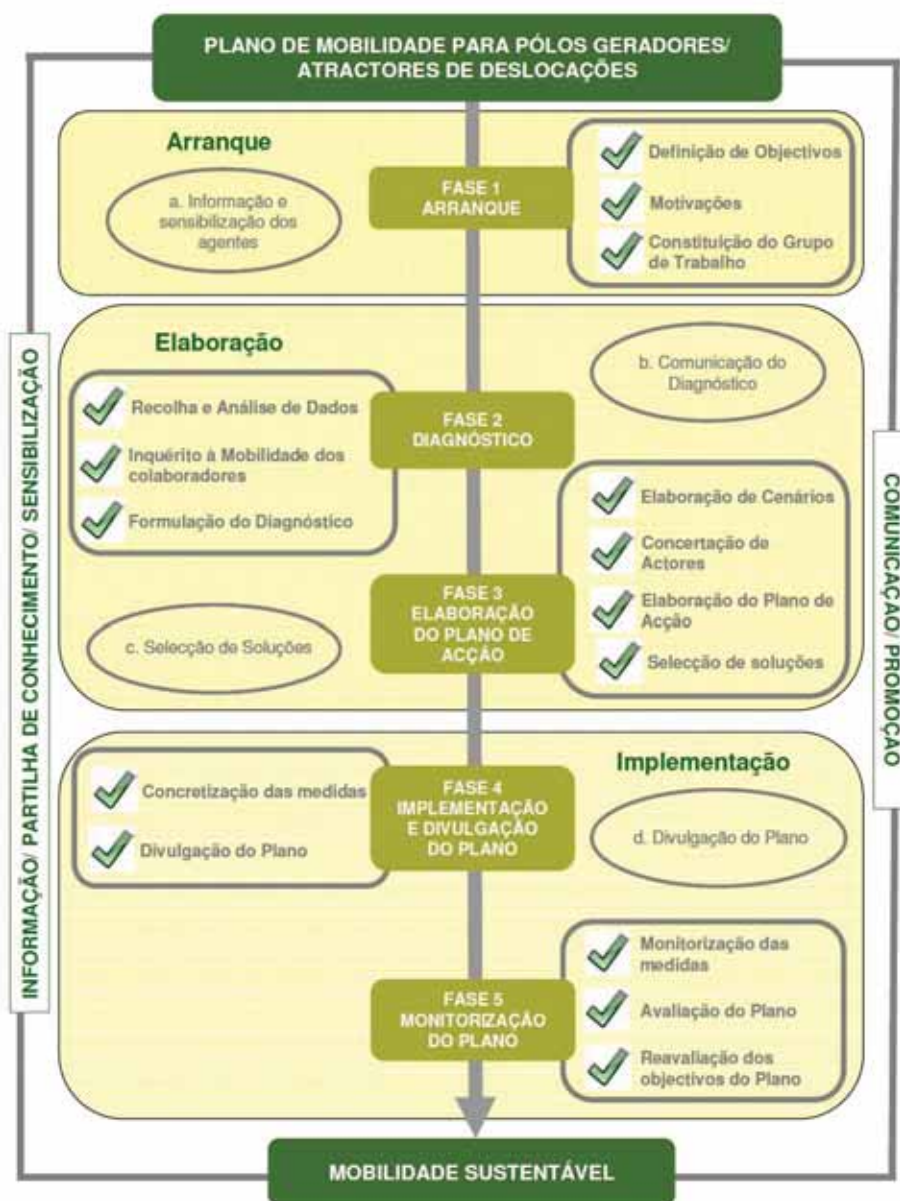 PLANO DE MOBILIDADE PARA PÓLOS GERADORES/
ATRACTORES DE DESLOCAÇÕES
INFORMAÇÃO/ PARTILHA DE CONHECIMENTO/ SENSIBILIZAÇÃO
COMUNICAÇÃO/ PROMOÇÃO
Arranque
a. Informação e
sensibilização dos
agentes
FASE 1
ARRANQUE
Definição de Objectivos
Motivações
Constituição do Grupo
de Trabalho
Elaboração
Recolha e Análise de Dados
Inquérito à Mobilidade dos
colaboradores
Formulação do Diagnóstico
FASE 2
DIAGNÓSTICO
b. Comunicação do
Diagnóstico
c. Selecção de Soluções
FASE 3
ELABORAÇÃO
DO PLANO DE
ACÇÃO
Elaboração de Cenários
Concertação de
Actores
Elaboração do Plano de
Acção
Selecção de soluções
Implementação
Concretização das medidas
Divulgação do Plano
FASE 4
IMPLEMENTAÇÃO
E DIVULGAÇÃO
DO PLANO
d. Divulgação do Plano
FASE 5
MONITORIZAÇÃO
DO PLANO
Monitorização das
medidas
Avaliação do Plano
Reavaliação dos
objectivos do Plano
MOBILIDADE SUSTENTÁVEL